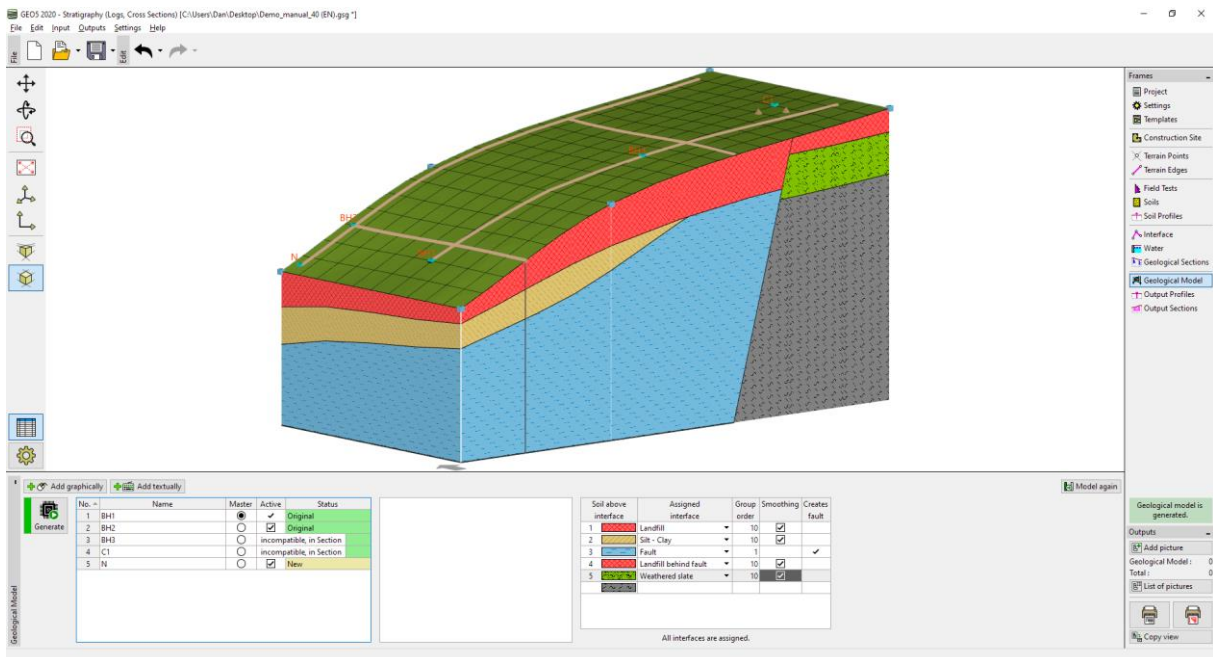 GEO5 2020 - Stratigraphy (Logs, Cross Sections) [C:\Users\Dan\Desktop\Demo_manual_40 (EN).gsg *]
File Edit Input Outputs Settings Help
File
Edit
BH
N
Frames
Project
Settings
Templates
Construction Site
Terrain Points
Terrain Edges
Field Tests
Soils
Soil Profiles
Interface
Water
Geological Sections
Geological Model
Output Profiles
Output Sections
Add graphically Add textually
Model again
Generate
No. Name Master Active Status
1 BH1 Original
2 BH2 Original
3 BH3 incompatible, in Section
4 C1 incompatible, in Section
5 N New
Soil above interface Assigned interface Group order Smoothing Creates fault
1 Landfill 10
2 Silt - Clay 10
3 Fault 1
4 Landfill behind fault 10
5 Weathered slate 10
All interfaces are assigned.
Geological Model
Geological model is generated.
Outputs
Add picture
Geological Model : 0
Total : 0
List of pictures
Copy view